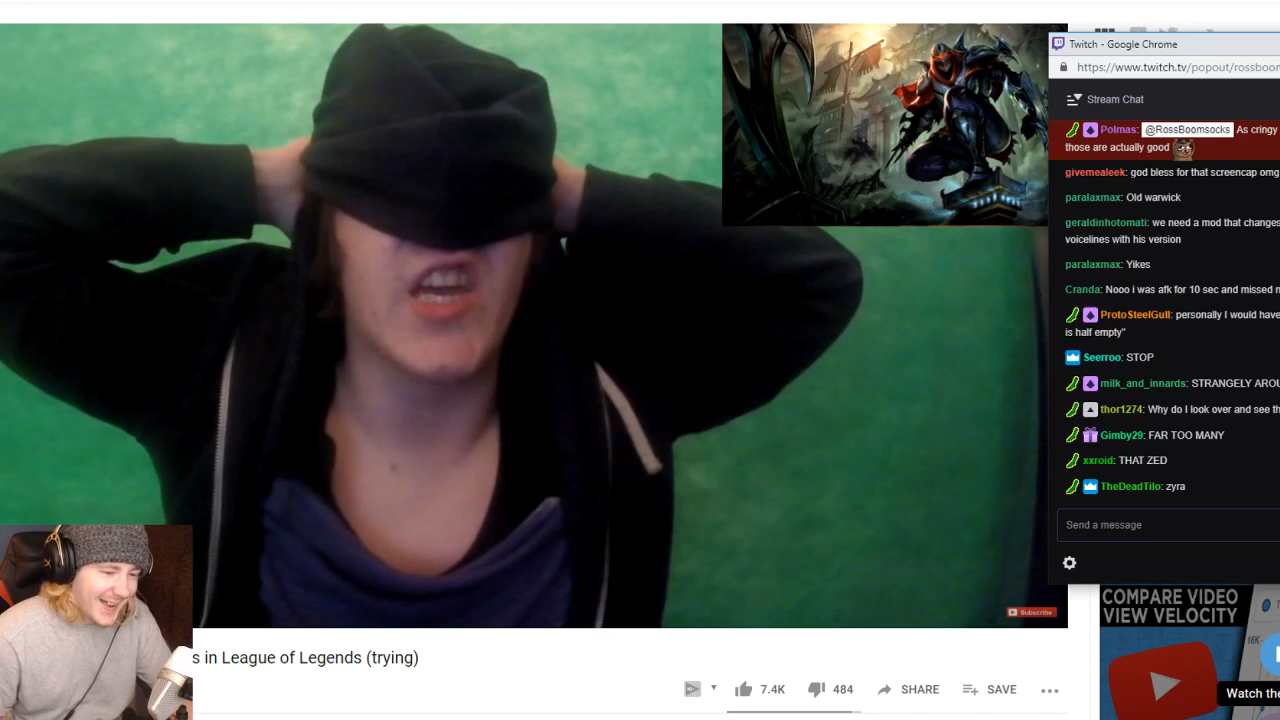 Twitch - Google Chrome
https://www.twitch.tv/popout/rossboom
Stream Chat
Polmas: @RossBoomsocks As cringy
those are actually good
givemealeek: god bless for that screencap omg
paralaxmax: Old warwick
geraldinhotomati: we need a mod that changes
voicelines with his version
paralaxmax: Yikes
Cranda: Nooo i was afk for 10 sec and missed
ProtoSteelGull: personally I would have
is half empty"
Seerroo: STOP
milk_and_innards: STRANGELY AROU
thor1274: Why do I look over and see th
Gimby29: FAR TOO MANY
xxroid: THAT ZED
TheDeadTilo: zyra
Send a message
Subscribe
COMPARE VIDEO
VIEW VELOCITY
s in League of Legends (trying)
7.4K 484 SHARE SAVE
Watch the